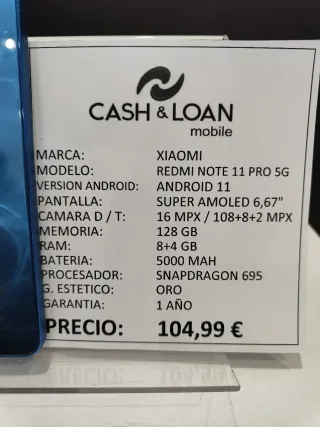 CASH & LOAN
mobile
MARCA: XIAOMI
MODELO: REDMI NOTE 11 PRO 5G
VERSION ANDROID: ANDROID 11
PANTALLA: SUPER AMOLED 6,67"
CAMARA D / T: 16 MPX / 108+8+2 MPX
MEMORIA: 128 GB
RAM: 8+4 GB
BATERIA: 5000 MAH
PROCESADOR: SNAPDRAGON 695
G. ESTETICO: ORO
GARANTIA: 1 AÑO
PRECIO: 104,99 €